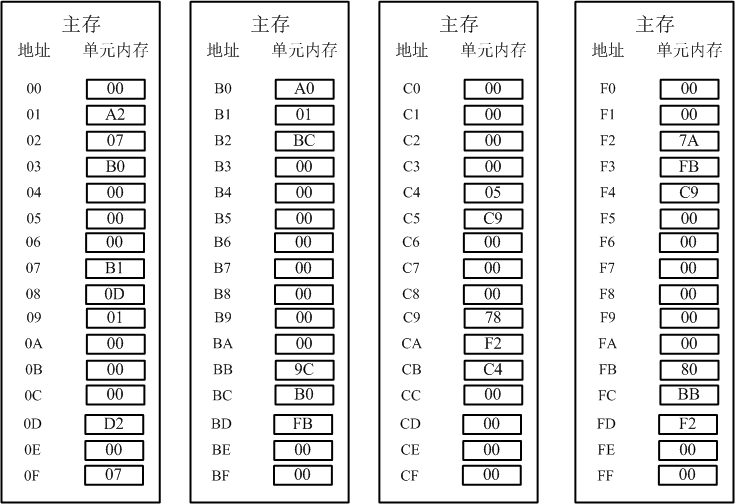 主存 主存 主存 主存
地址 单元内存 地址 单元内存 地址 单元内存 地址 单元内存
00 00 B0 A0 C0 00 F0 00
01 A2 B1 01 C1 00 F1 00
02 07 B2 BC C2 00 F2 7A
03 B0 B3 00 C3 00 F3 FB
04 00 B4 00 C4 05 F4 C9
05 00 B5 00 C5 C9 F5 00
06 00 B6 00 C6 00 F6 00
07 B1 B7 00 C7 00 F7 00
08 0D B8 00 C8 00 F8 00
09 01 B9 00 C9 78 F9 00
0A 00 BA 00 CA F2 FA 00
0B 00 BB 9C CB C4 FB 80
0C 00 BC B0 CC 00 FC BB
0D D2 BD FB CD 00 FD F2
0E 00 BE 00 CE 00 FE 00
0F 07 BF 00 CF 00 FF 00